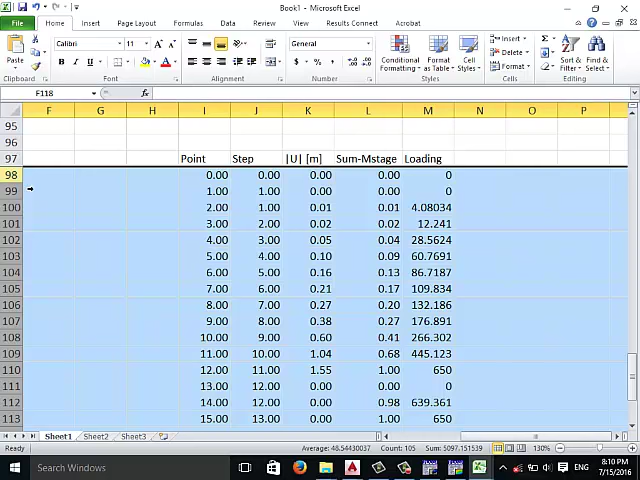 Book1 - Microsoft Excel
File Home Insert Page Layout Formulas Data Review View Results Connect Acrobat
Calibri 11 General Insert
Paste B I U $ % , Conditional Formatting Format as Table Cell Styles Delete Format Sort & Filter Find & Select
Clipboard Font Alignment Number Styles Cells Editing
F118 fx
F G H I J K L M N O P
95
96
97 Point Step |U| [m] Sum-Mstage Loading
98 0.00 0.00 0.00 0.00 0
99 1.00 1.00 0.00 0.00 0
100 2.00 1.00 0.01 0.01 4.08034
101 3.00 2.00 0.02 0.02 12.241
102 4.00 3.00 0.05 0.04 28.5624
103 5.00 4.00 0.10 0.09 60.7691
104 6.00 5.00 0.16 0.13 86.7187
105 7.00 6.00 0.21 0.17 109.834
106 8.00 7.00 0.27 0.20 132.186
107 9.00 8.00 0.38 0.27 176.891
108 10.00 9.00 0.60 0.41 266.302
109 11.00 10.00 1.04 0.68 445.123
110 12.00 11.00 1.55 1.00 650
111 13.00 12.00 0.00 0.00 0
112 14.00 12.00 0.00 0.98 639.361
113 15.00 13.00 0.00 1.00 650
Sheet1 Sheet2 Sheet3
Ready Average: 48.54430037 Count: 105 Sum: 5097.151539 130%
Search Windows ENG 8:10 PM
7/15/2016